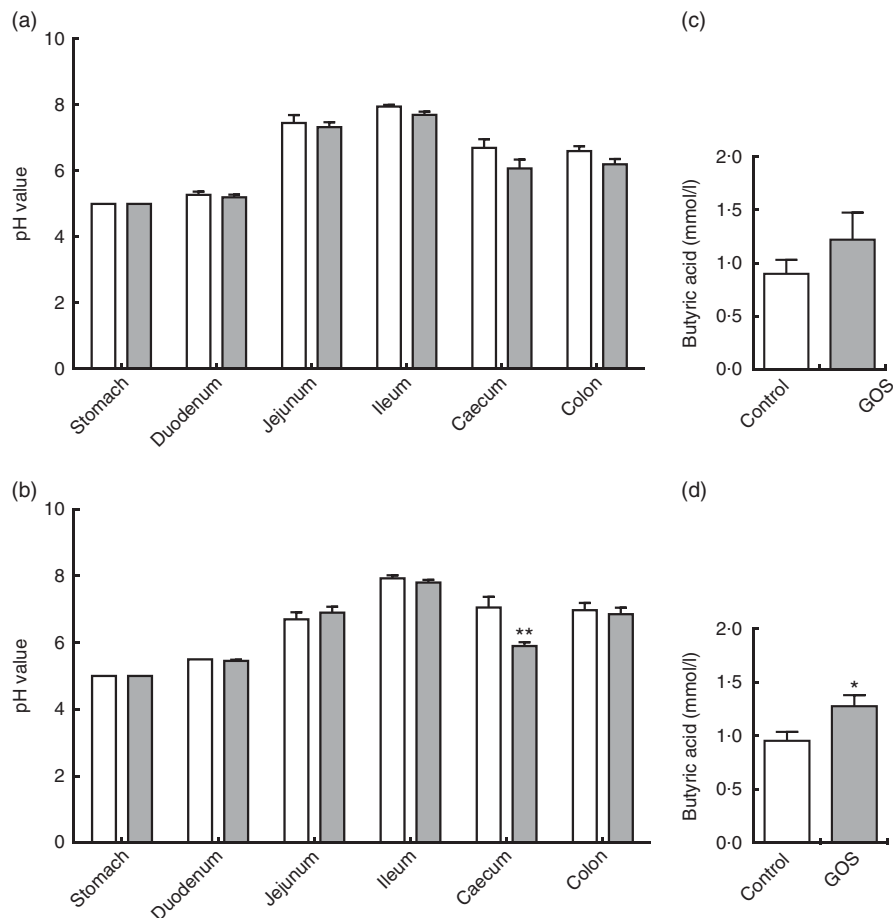 (a)
10
8
6
4
2
0
pH value
Stomach
Duodenum
Jejunum
Ileum
Caecum
Colon
(c)
2·0
1·5
1·0
0·5
0·0
Butyric acid (mmol/l)
Control
GOS
(b)
10
8
6
4
2
0
pH value
**
Stomach
Duodenum
Jejunum
Ileum
Caecum
Colon
(d)
2·0
1·5
1·0
0·5
0·0
Butyric acid (mmol/l)
*
Control
GOS